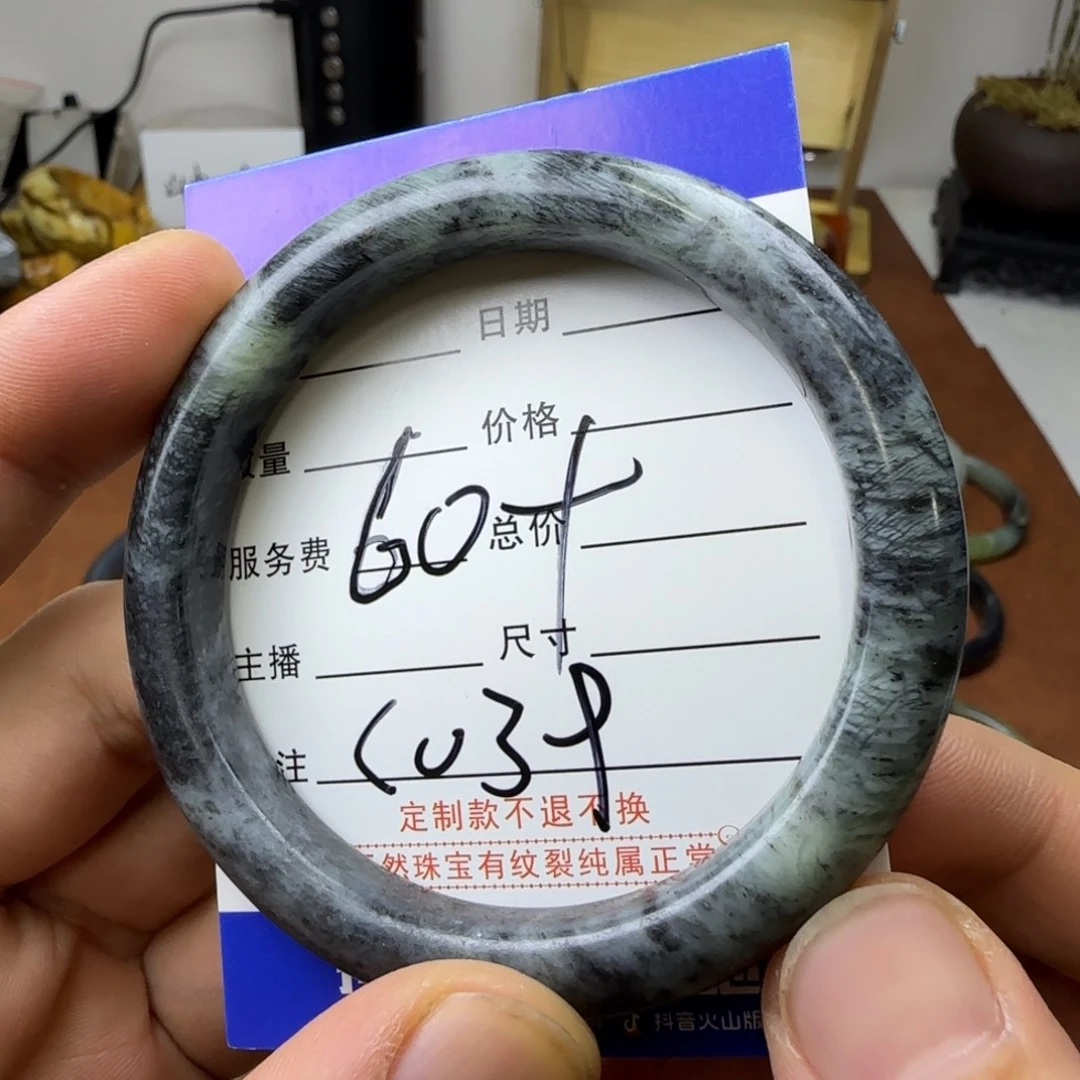 日期
量 价格
服务费 总价
60+
主播 尺寸
注
定制款不退不换
然珠宝有纹裂纯属正常
抖音火山版